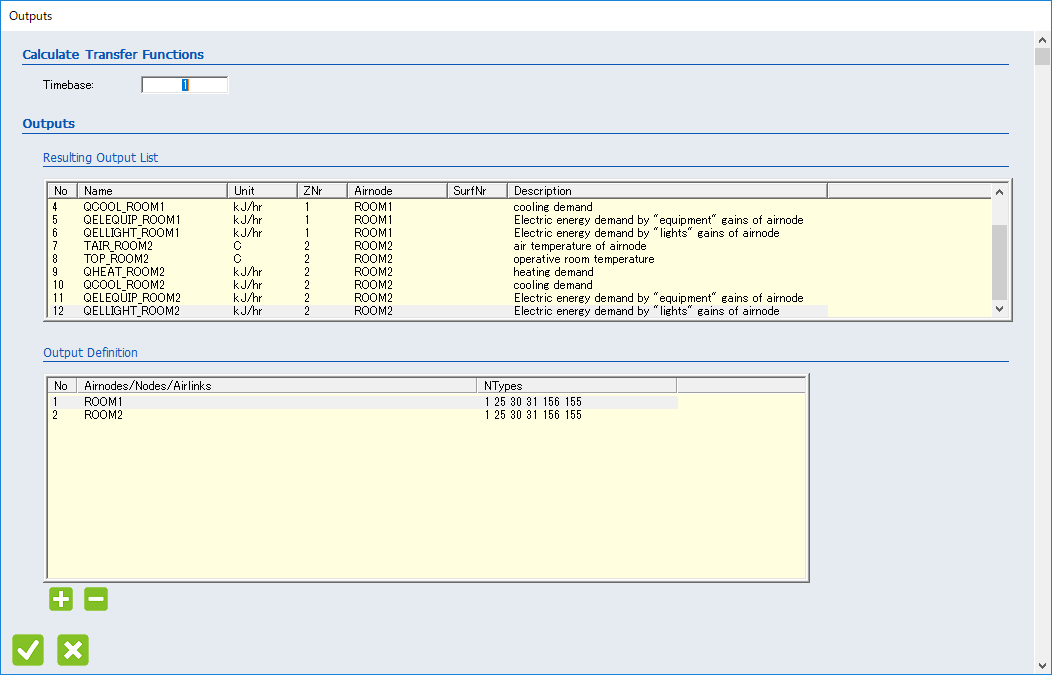 Outputs
Calculate Transfer Functions
Timebase: 1
Outputs
Resulting Output List
No Name Unit ZNr Airnode SurfNr Description
4 QCOOL_ROOM1 kJ/hr 1 ROOM1 cooling demand
5 QELEQUIP_ROOM1 kJ/hr 1 ROOM1 Electric energy demand by "equipment" gains of airnode
6 QELLIGHT_ROOM1 kJ/hr 1 ROOM1 Electric energy demand by "lights" gains of airnode
7 TAIR_ROOM2 C 2 ROOM2 air temperature of airnode
8 TOP_ROOM2 C 2 ROOM2 operative room temperature
9 QHEAT_ROOM2 kJ/hr 2 ROOM2 heating demand
10 QCOOL_ROOM2 kJ/hr 2 ROOM2 cooling demand
11 QELEQUIP_ROOM2 kJ/hr 2 ROOM2 Electric energy demand by "equipment" gains of airnode
12 QELLIGHT_ROOM2 kJ/hr 2 ROOM2 Electric energy demand by "lights" gains of airnode
Output Definition
No Airnodes/Nodes/Airlinks NTypes
1 ROOM1 1 25 30 31 156 155
2 ROOM2 1 25 30 31 156 155